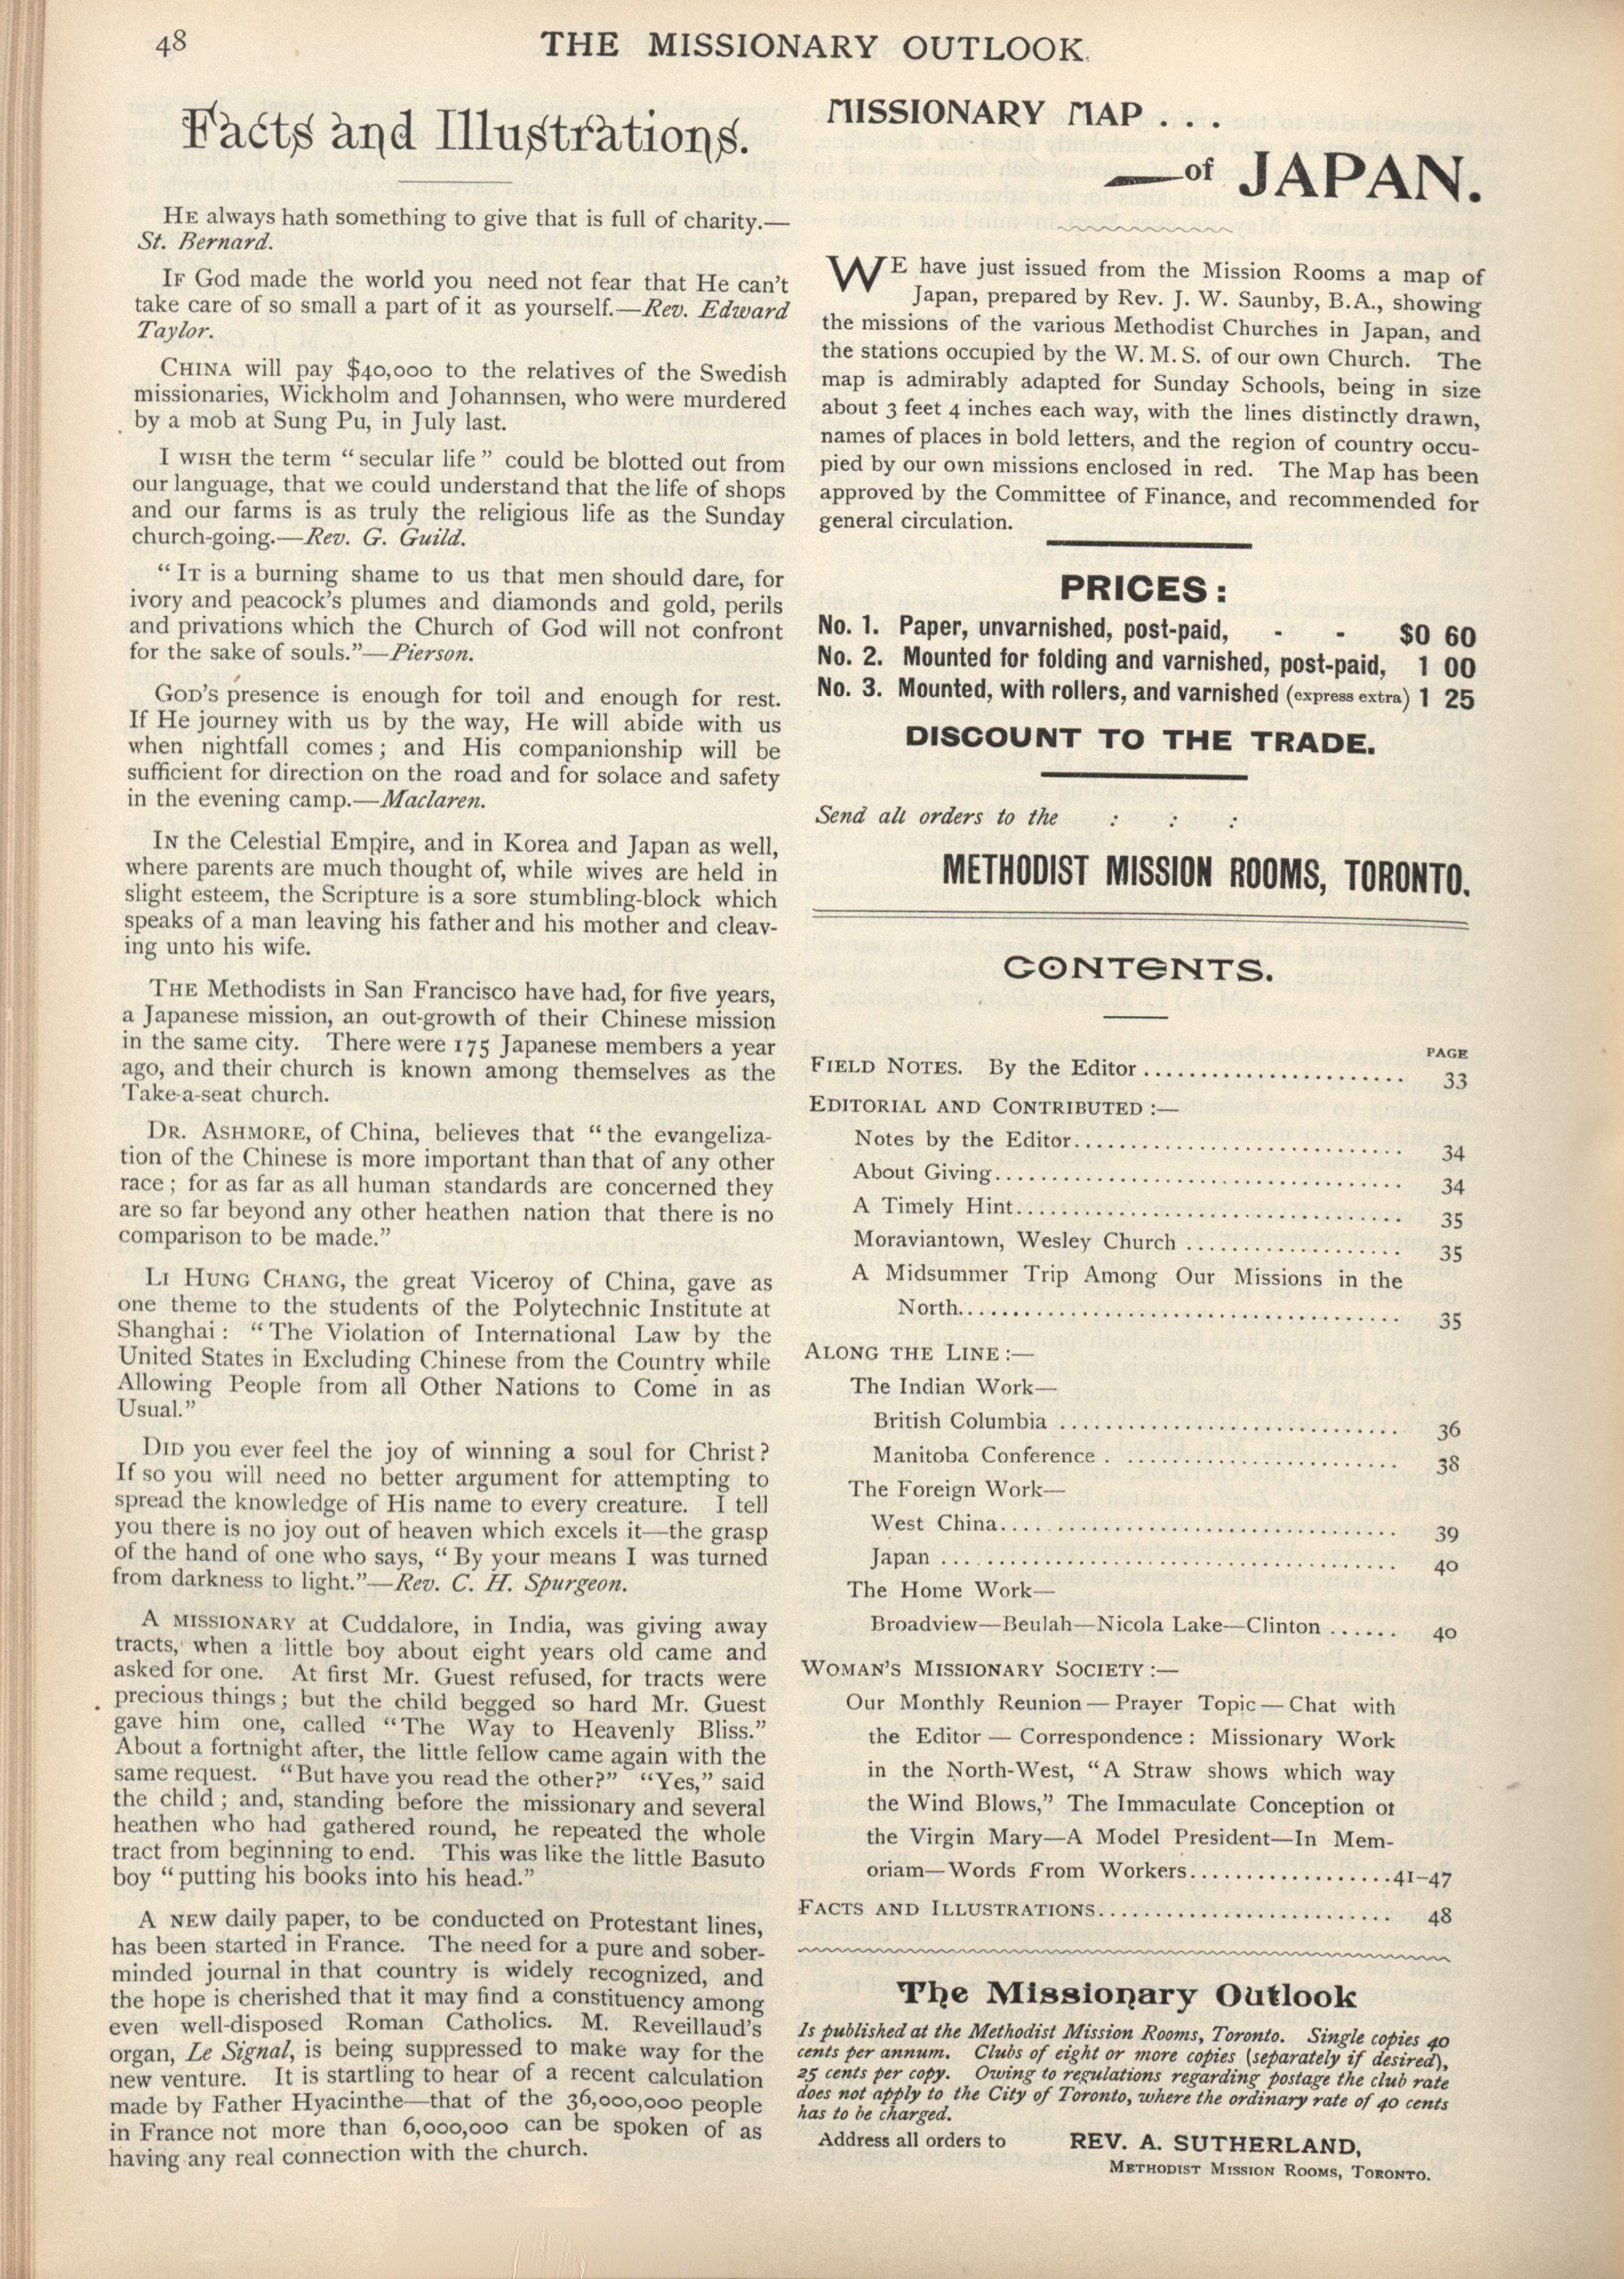 48
THE MISSIONARY OUTLOOK.
Facts and Illustrations.
HE always hath something to give that is full of charity.—
St. Bernard.
IF God made the world you need not fear that He can't
take care of so small a part of it as yourself.—Rev. Edward
Taylor.
CHINA will pay $40,000 to the relatives of the Swedish
missionaries, Wickholm and Johannsen, who were murdered
by a mob at Sung Pu, in July last.
I WISH the term “secular life” could be blotted out from
our language, that we could understand that the life of shops
and our farms is as truly the religious life as the Sunday
church-going.—Rev. G. Guild.
“IT is a burning shame to us that men should dare, for
ivory and peacock's plumes and diamonds and gold, perils
and privations which the Church of God will not confront
for the sake of souls.”—Pierson.
GOD'S presence is enough for toil and enough for rest.
If He journey with us by the way, He will abide with us
when nightfall comes; and His companionship will be
sufficient for direction on the road and for solace and safety
in the evening camp.—Maclaren.
IN the Celestial Empire, and in Korea and Japan as well,
where parents are much thought of, while wives are held in
slight esteem, the Scripture is a sore stumbling-block which
speaks of a man leaving his father and his mother and cleav-
ing unto his wife.
THE Methodists in San Francisco have had, for five years,
a Japanese mission, an out-growth of their Chinese mission
in the same city. There were 175 Japanese members a year
ago, and their church is known among themselves as the
Take-a-seat church.
DR. ASHMORE, of China, believes that “the evangeliza-
tion of the Chinese is more important than that of any other
race; for as far as all human standards are concerned they
are so far beyond any other heathen nation that there is no
comparison to be made.”
LI HUNG CHANG, the great Viceroy of China, gave as
one theme to the students of the Polytechnic Institute at
Shanghai: “The Violation of International Law by the
United States in Excluding Chinese from the Country while
Allowing People from all Other Nations to Come in as
Usual.”
DID you ever feel the joy of winning a soul for Christ?
If so you will need no better argument for attempting to
spread the knowledge of His name to every creature. I tell
you there is no joy out of heaven which excels it—the grasp
of the hand of one who says, “By your means I was turned
from darkness to light.”—Rev. C. H. Spurgeon.
A MISSIONARY at Cuddalore, in India, was giving away
tracts, when a little boy about eight years old came and
asked for one. At first Mr. Guest refused, for tracts were
precious things; but the child begged so hard Mr. Guest
gave him one, called “The Way to Heavenly Bliss.”
About a fortnight after, the little fellow came again with the
same request. “But have you read the other?” “Yes,” said
the child; and, standing before the missionary and several
heathen who had gathered round, he repeated the whole
tract from beginning to end. This was like the little Basuto
boy “putting his books into his head.”
A NEW daily paper, to be conducted on Protestant lines,
has been started in France. The need for a pure and sober-
minded journal in that country is widely recognized, and
the hope is cherished that it may find a constituency among
even well-disposed Roman Catholics. M. Reveillaud's
organ, Le Signal, is being suppressed to make way for the
new venture. It is startling to hear of a recent calculation
made by Father Hyacinthe—that of the 36,000,000 people
in France not more than 6,000,000 can be spoken of as
having any real connection with the church.
MISSIONARY MAP . . .
—of JAPAN.
WE have just issued from the Mission Rooms a map of
Japan, prepared by Rev. J. W. Saunby, B.A., showing
the missions of the various Methodist Churches in Japan, and
the stations occupied by the W. M. S. of our own Church. The
map is admirably adapted for Sunday Schools, being in size
about 3 feet 4 inches each way, with the lines distinctly drawn,
names of places in bold letters, and the region of country occu-
pied by our own missions enclosed in red. The Map has been
approved by the Committee of Finance, and recommended for
general circulation.
PRICES:
No. 1. Paper, unvarnished, post-paid, - - $0 60
No. 2. Mounted for folding and varnished, post-paid, 1 00
No. 3. Mounted, with rollers, and varnished (express extra) 1 25
DISCOUNT TO THE TRADE.
Send all orders to the : : :
METHODIST MISSION ROOMS, TORONTO.
CONTENTS.
PAGE
FIELD NOTES. By the Editor ........................ 33
EDITORIAL AND CONTRIBUTED :—
Notes by the Editor............................. 34
About Giving.................................... 34
A Timely Hint.................................. 35
Moraviantown, Wesley Church .................... 35
A Midsummer Trip Among Our Missions in the
North....................................... 35
ALONG THE LINE :—
The Indian Work—
British Columbia .............................. 36
Manitoba Conference . ........................ 38
The Foreign Work—
West China................................... 39
Japan ........................................ 40
The Home Work—
Broadview—Beulah—Nicola Lake—Clinton ...... 40
WOMAN'S MISSIONARY SOCIETY :—
Our Monthly Reunion — Prayer Topic — Chat with
the Editor — Correspondence : Missionary Work
in the North-West, “A Straw shows which way
the Wind Blows,” The Immaculate Conception of
the Virgin Mary—A Model President—In Mem-
oriam—Words From Workers..................41-47
FACTS AND ILLUSTRATIONS........................... 48
The Missionary Outlook
Is published at the Methodist Mission Rooms, Toronto. Single copies 40
cents per annum. Clubs of eight or more copies (separately if desired),
25 cents per copy. Owing to regulations regarding postage the club rate
does not apply to the City of Toronto, where the ordinary rate of 40 cents
has to be charged.
Address all orders to REV. A. SUTHERLAND,
METHODIST MISSION ROOMS, TORONTO.